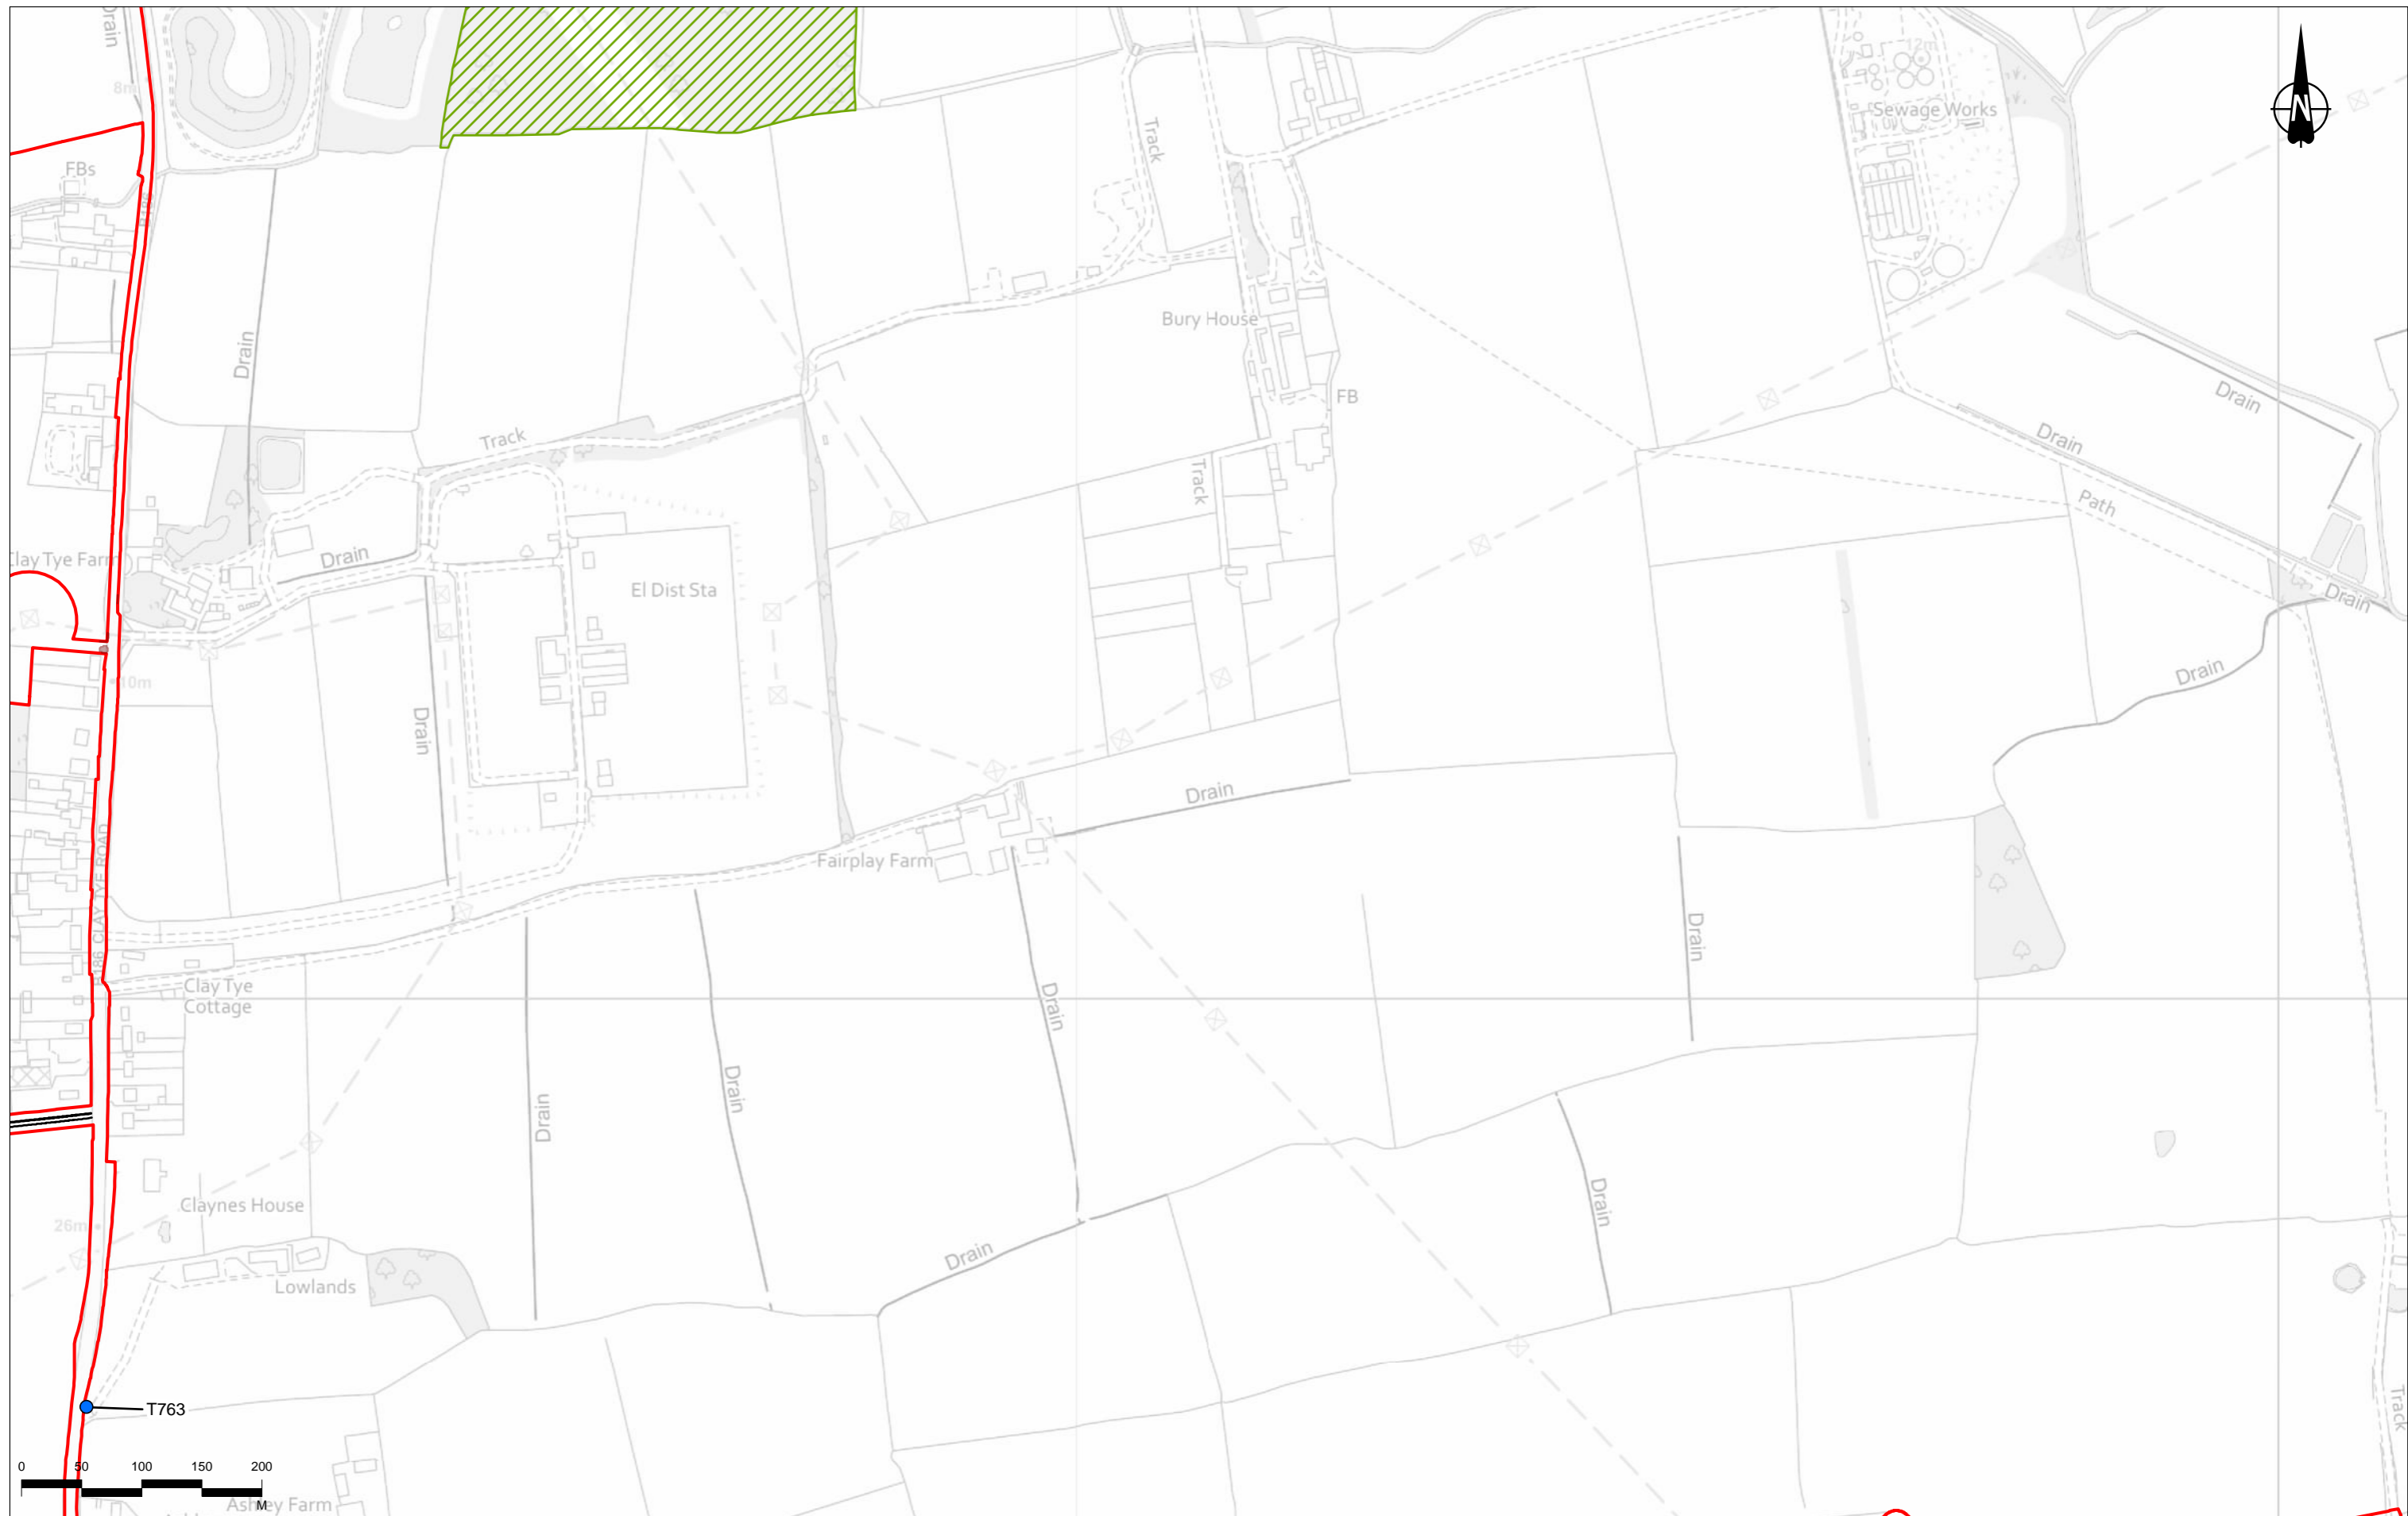 Drain
8m
12m
Sewage Works
N
Track
FBs
Bury House
Drain
FB
Drain
Drain
Track
Track
Path
Clay Tye Farm
Drain
El Dist Sta
Drain
Drain
10m
Drain
Drain
Fairplay Farm
B186 CLAY TYE ROAD
Drain
Clay Tye
Cottage
Drain
Drain
Drain
Claynes House
26m
Drain
Drain
Lowlands
T763
Track
0 50 100 150 200
M
Ashley Farm